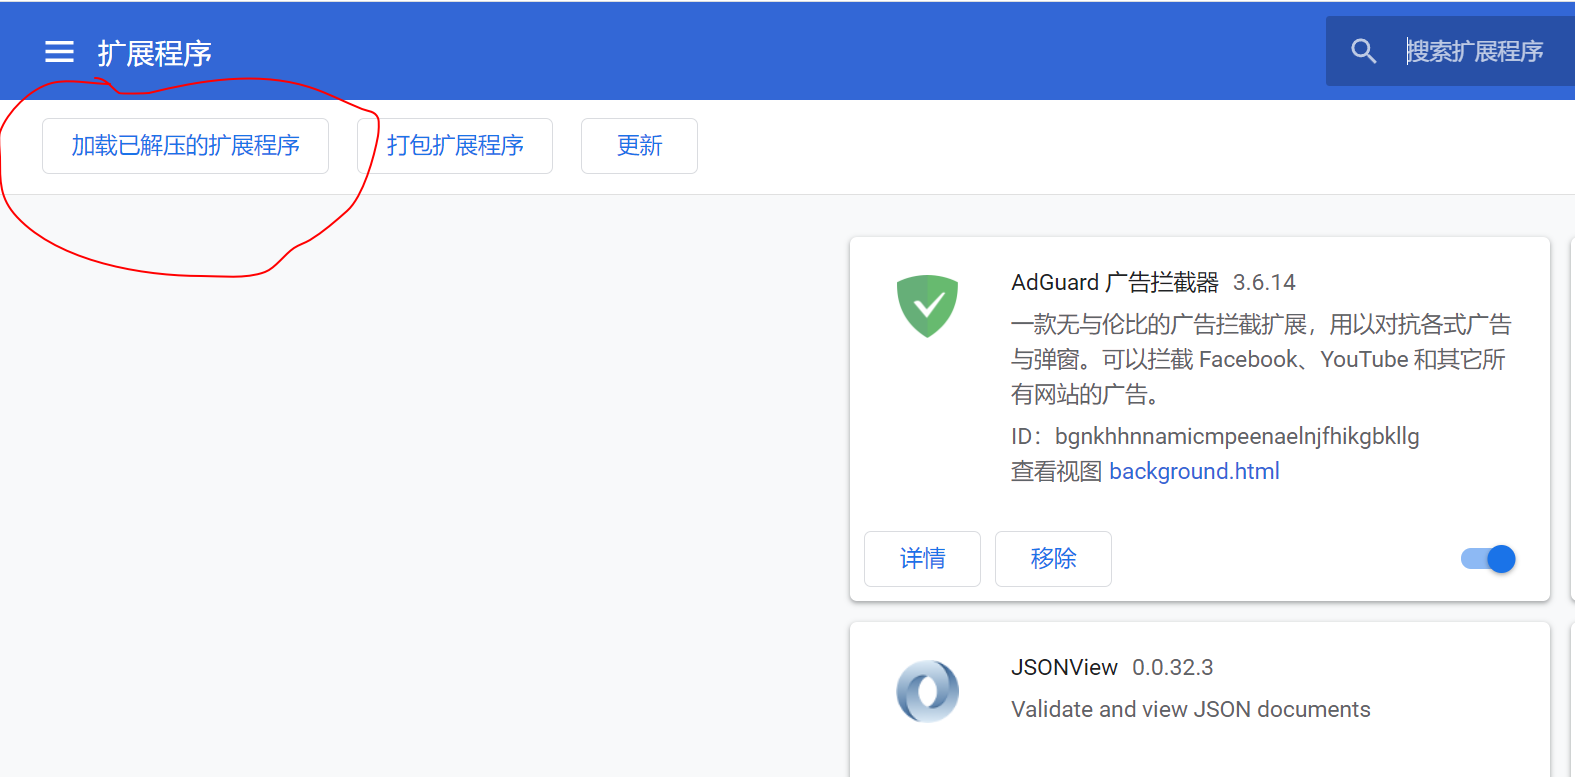 扩展程序
搜索扩展程序
加载已解压的扩展程序
打包扩展程序
更新
AdGuard 广告拦截器 3.6.14
一款无与伦比的广告拦截扩展，用以对抗各式广告
与弹窗。可以拦截 Facebook、YouTube 和其它所
有网站的广告。
ID：bgnkhhnnamicmpeenaelnjfhikgbkllg
查看视图 background.html
详情
移除
JSONView 0.0.32.3
Validate and view JSON documents